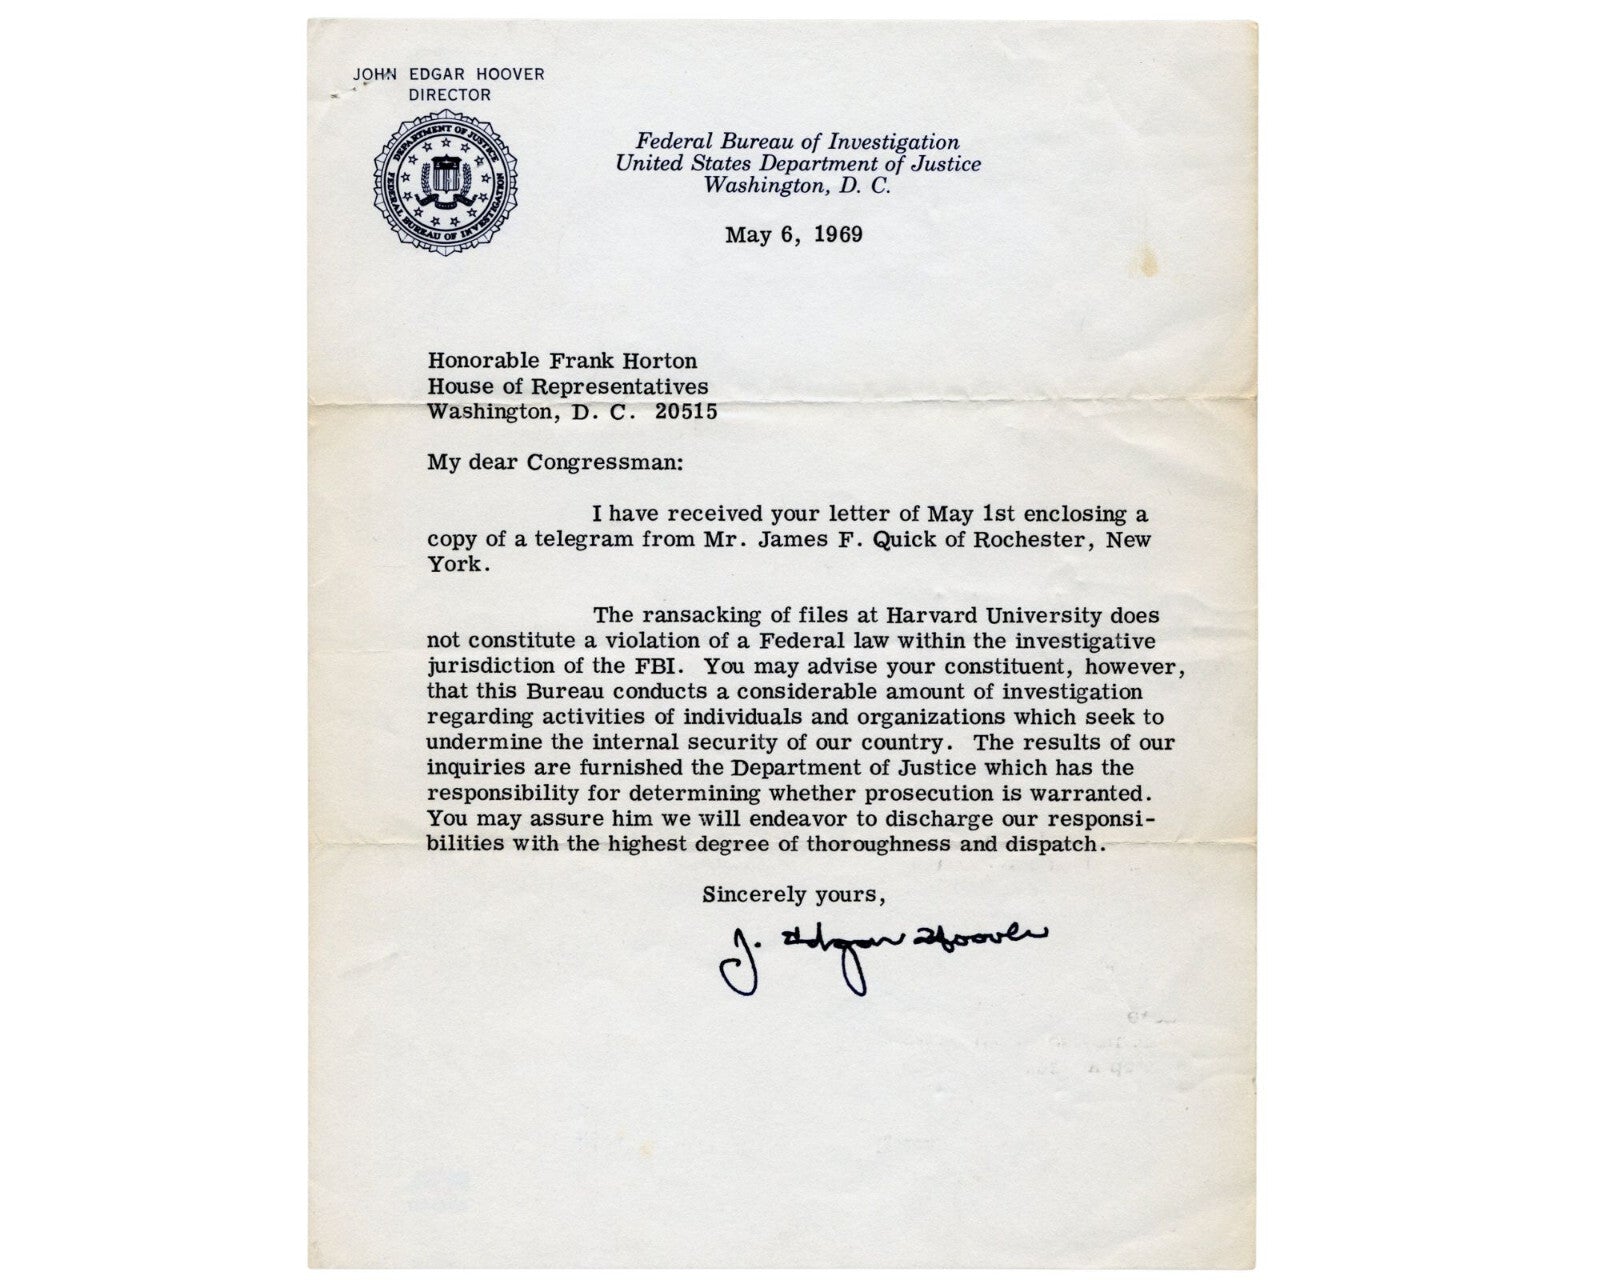 JOHN EDGAR HOOVER
DIRECTOR
DEPARTMENT OF JUSTICE
FEDERAL BUREAU OF INVESTIGATION
Federal Bureau of Investigation
United States Department of Justice
Washington, D. C.
May 6, 1969
Honorable Frank Horton
House of Representatives
Washington, D. C. 20515
My dear Congressman:
I have received your letter of May 1st enclosing a
copy of a telegram from Mr. James F. Quick of Rochester, New
York.
The ransacking of files at Harvard University does
not constitute a violation of a Federal law within the investigative
jurisdiction of the FBI. You may advise your constituent, however,
that this Bureau conducts a considerable amount of investigation
regarding activities of individuals and organizations which seek to
undermine the internal security of our country. The results of our
inquiries are furnished the Department of Justice which has the
responsibility for determining whether prosecution is warranted.
You may assure him we will endeavor to discharge our responsi-
bilities with the highest degree of thoroughness and dispatch.
Sincerely yours,
J. Edgar Hoover